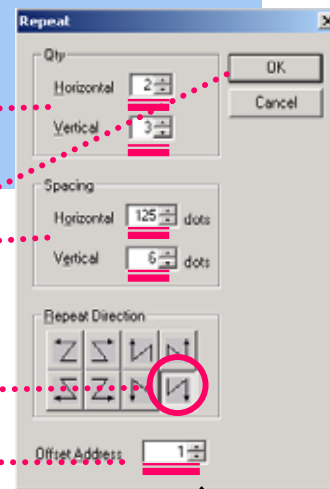 Repeat
Qty
Horizontal 2
Vertical 3
OK
Cancel
Spacing
Horizontal 125 dots
Vertical 6 dots
Repeat Direction
Offset Address 1